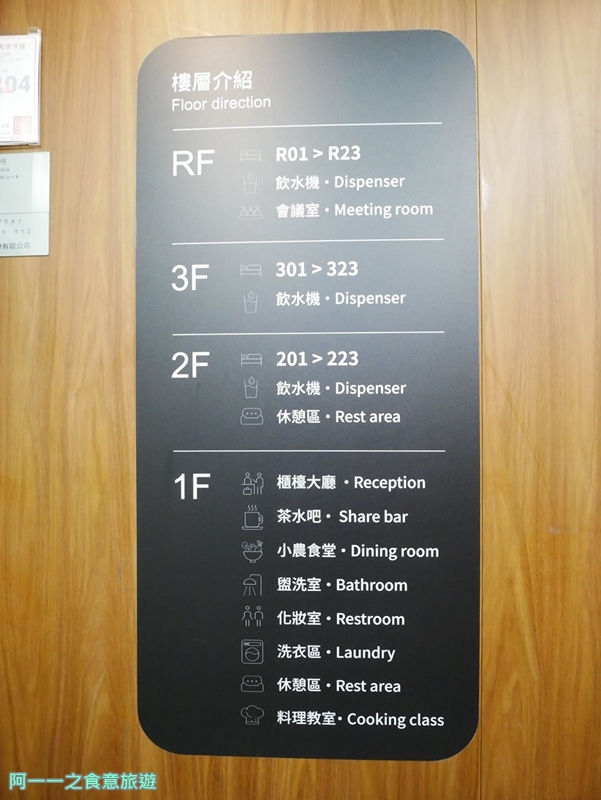 樓層介紹
Floor direction
RF
R01 > R23
飲水機・Dispenser
會議室・Meeting room
3F
301 > 323
飲水機・Dispenser
2F
201 > 223
飲水機・Dispenser
休憩區・Rest area
1F
櫃檯大廳・Reception
茶水吧・Share bar
小農食堂・Dining room
盥洗室・Bathroom
化妝室・Restroom
洗衣區・Laundry
休憩區・Rest area
料理教室・Cooking class
阿一一之食意旅遊